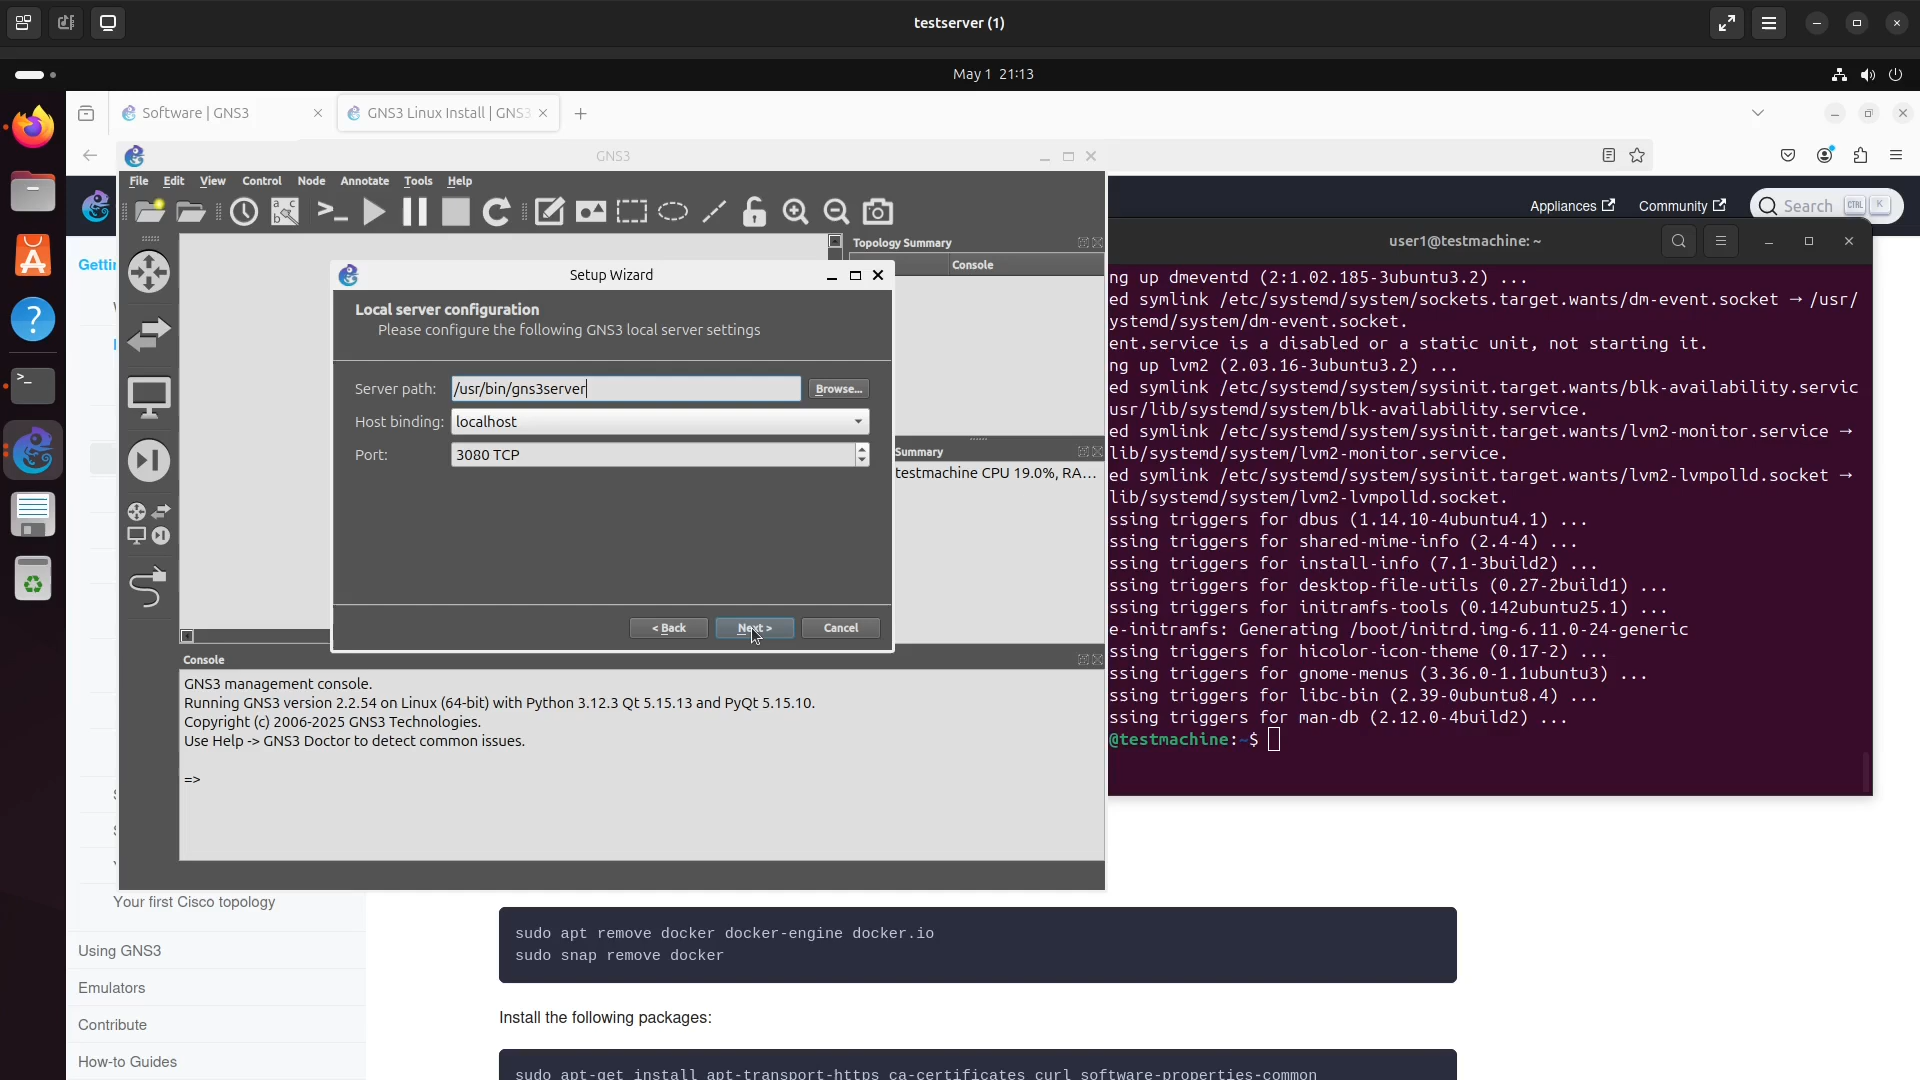 testserver (1)
May 1 21:13
Software | GNS3
GNS3 Linux Install | GNS3
GNS3
File Edit View Control Node Annotate Tools Help
Appliances
Community
Search
CTRL
K
Topology Summary
Console
user1@testmachine: ~
Setup Wizard
Local server configuration
Please configure the following GNS3 local server settings
Server path:
/usr/bin/gns3server
Browse...
Host binding:
localhost
Port:
3080 TCP
< Back
Next >
Cancel
Summary
testmachine CPU 19.0%, RA...
ng up dmeventd (2:1.02.185-3ubuntu3.2) ...
ed symlink /etc/systemd/system/sockets.target.wants/dm-event.socket → /usr/
ystemd/system/dm-event.socket.
ent.service is a disabled or a static unit, not starting it.
ng up lvm2 (2.03.16-3ubuntu3.2) ...
ed symlink /etc/systemd/system/sysinit.target.wants/blk-availability.servic
usr/lib/systemd/system/blk-availability.service.
ed symlink /etc/systemd/system/sysinit.target.wants/lvm2-monitor.service →
lib/systemd/system/lvm2-monitor.service.
ed symlink /etc/systemd/system/sysinit.target.wants/lvm2-lvmpolld.socket →
lib/systemd/system/lvm2-lvmpolld.socket.
ssing triggers for dbus (1.14.10-4ubuntu4.1) ...
ssing triggers for shared-mime-info (2.4-4) ...
ssing triggers for install-info (7.1-3build2) ...
ssing triggers for desktop-file-utils (0.27-2build1) ...
ssing triggers for initramfs-tools (0.142ubuntu25.1) ...
e-initramfs: Generating /boot/initrd.img-6.11.0-24-generic
ssing triggers for hicolor-icon-theme (0.17-2) ...
ssing triggers for gnome-menus (3.36.0-1.1ubuntu3) ...
ssing triggers for libc-bin (2.39-0ubuntu8.4) ...
ssing triggers for man-db (2.12.0-4build2) ...
@testmachine:~$
Console
GNS3 management console.
Running GNS3 version 2.2.54 on Linux (64-bit) with Python 3.12.3 Qt 5.15.13 and PyQt 5.15.10.
Copyright (c) 2006-2025 GNS3 Technologies.
Use Help -> GNS3 Doctor to detect common issues.
=>
Your first Cisco topology
Using GNS3
Emulators
Contribute
How-to Guides
sudo apt remove docker docker-engine docker.io
sudo snap remove docker
Install the following packages:
sudo apt-get install apt-transport-https ca-certificates curl software-properties-common